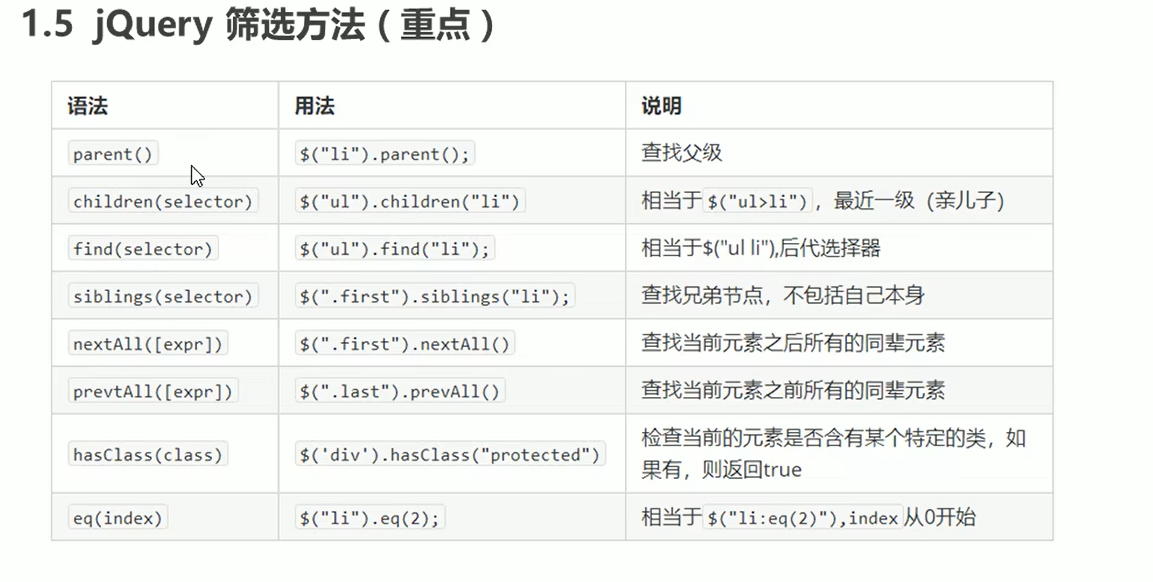 1.5 jQuery 筛选方法（重点）
语法 用法 说明
parent() $("li").parent(); 查找父级
children(selector) $("ul").children("li") 相当于$("ul>li")，最近一级（亲儿子）
find(selector) $("ul").find("li"); 相当于$("ul li"),后代选择器
siblings(selector) $(".first").siblings("li"); 查找兄弟节点，不包括自己本身
nextAll([expr]) $(".first").nextAll() 查找当前元素之后所有的同辈元素
prevtAll([expr]) $(".last").prevAll() 查找当前元素之前所有的同辈元素
hasClass(class) $('div').hasClass("protected") 检查当前的元素是否含有某个特定的类，如
果有，则返回true
eq(index) $("li").eq(2); 相当于$("li:eq(2)"),index从0开始